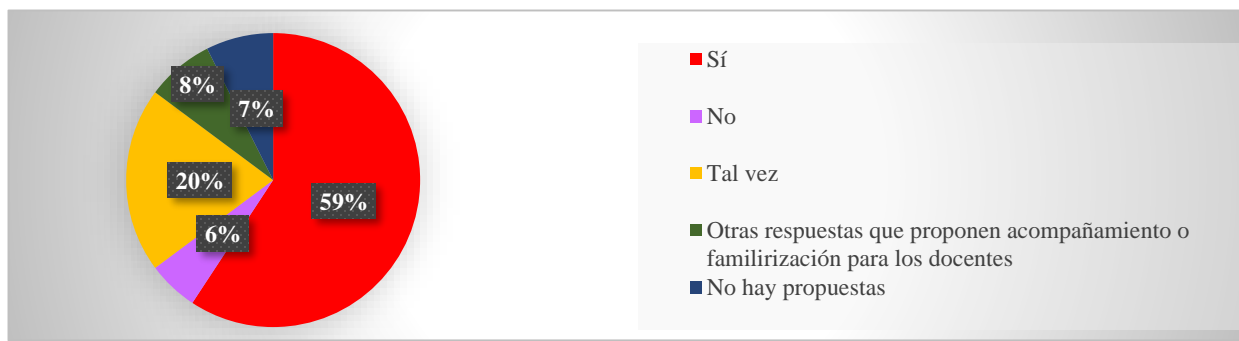 8%
7%
20%
59%
6%
Sí
No
Tal vez
Otras respuestas que proponen acompañamiento o
familirización para los docentes
No hay propuestas